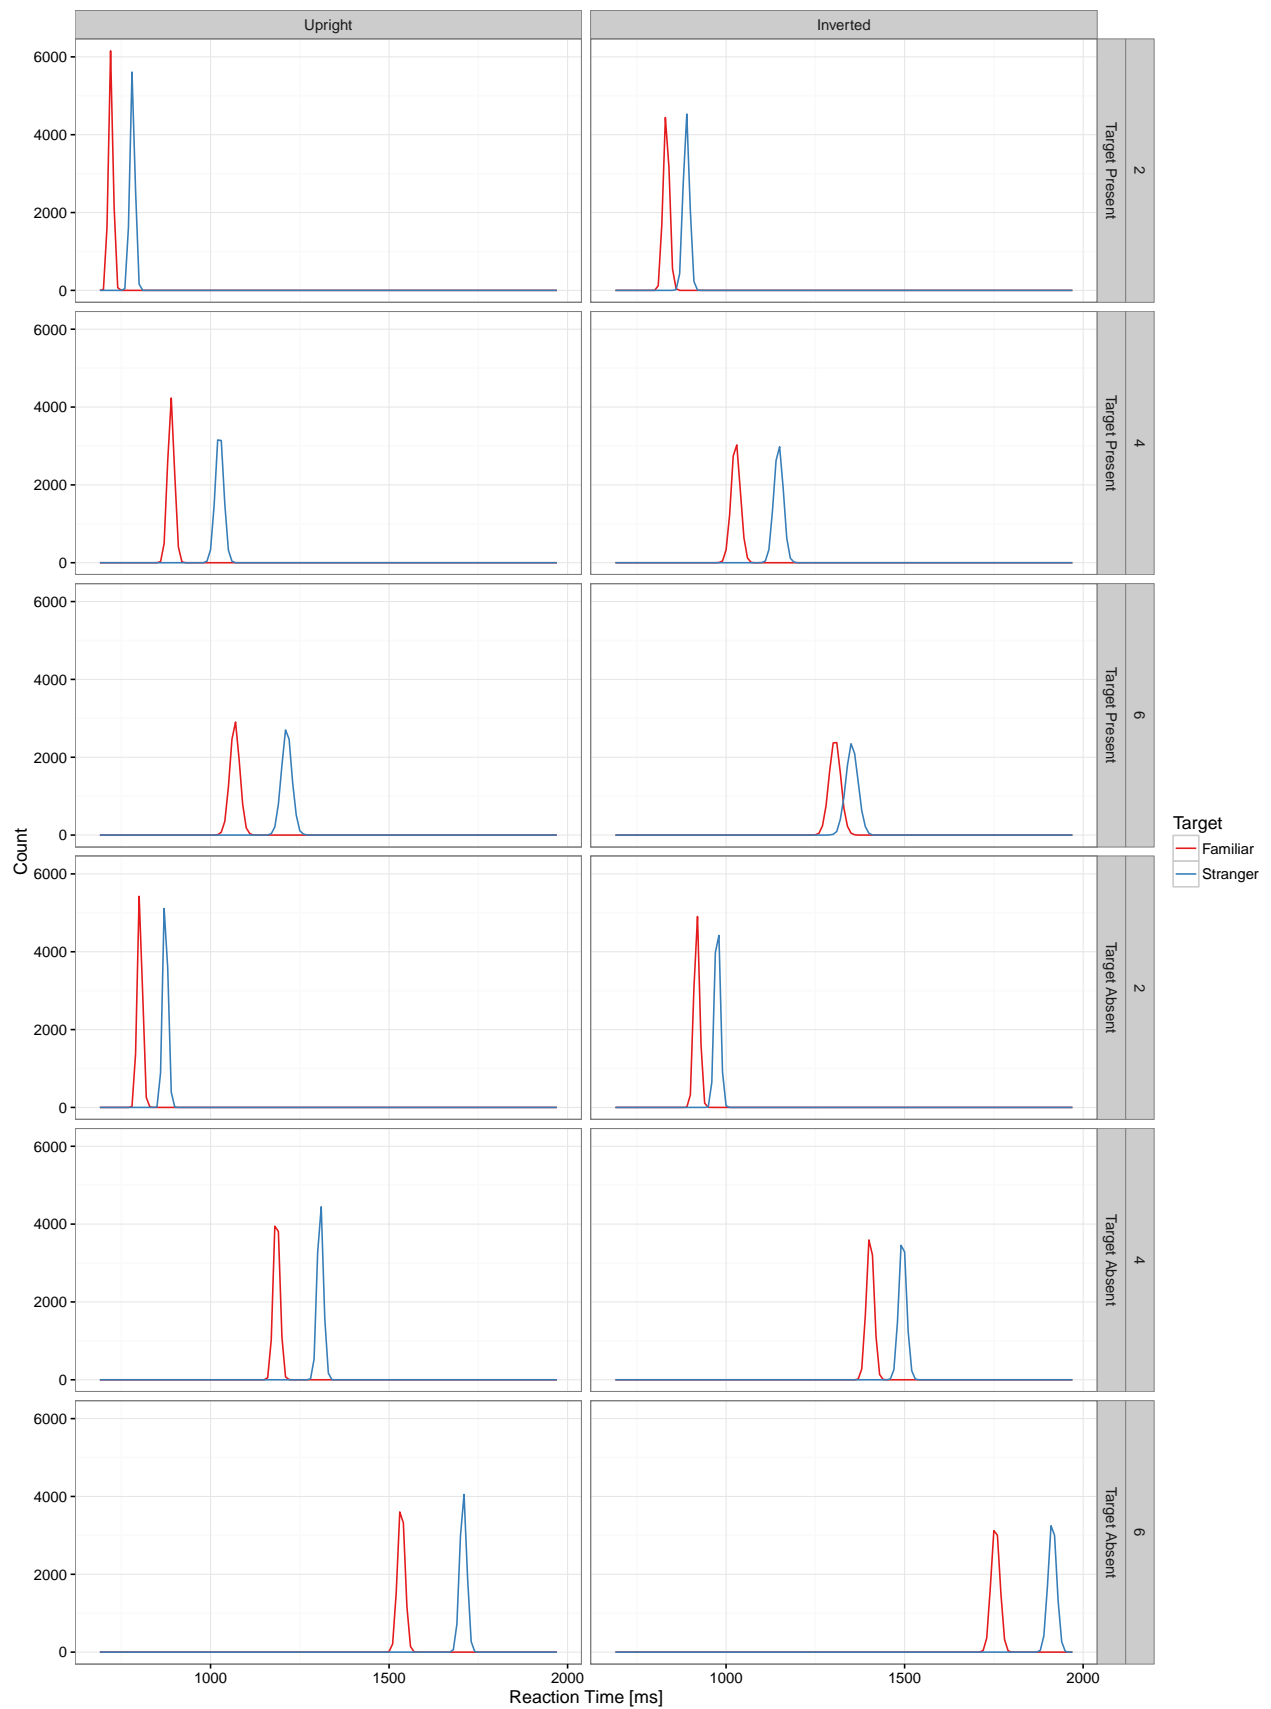 Upright Inverted
6000
4000
2000
0
Target Present 2
6000
4000
2000
0
Target Present 4
6000
4000
2000
0
Target Present 6
Count
Target
Familiar
Stranger
6000
4000
2000
0
Target Absent 2
6000
4000
2000
0
Target Absent 4
6000
4000
2000
0
Target Absent 6
1000 1500 2000 1000 1500 2000
Reaction Time [ms]